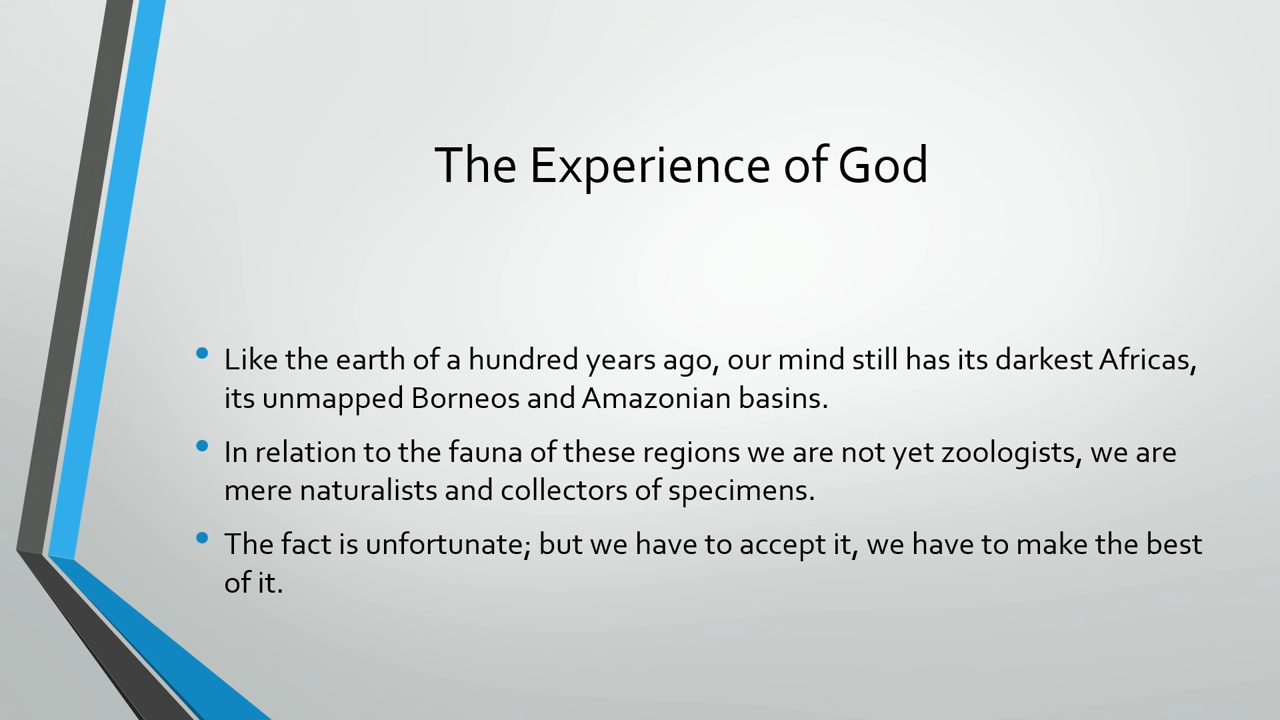 The Experience of God
• Like the earth of a hundred years ago, our mind still has its darkest Africas,
its unmapped Borneos and Amazonian basins.
• In relation to the fauna of these regions we are not yet zoologists, we are
mere naturalists and collectors of specimens.
• The fact is unfortunate; but we have to accept it, we have to make the best
of it.